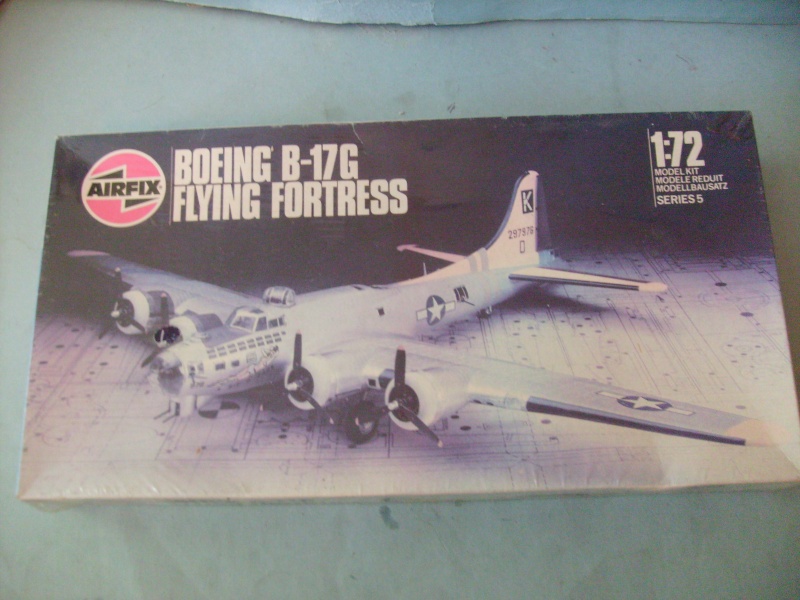 AIRFIX
BOEING B-17G
FLYING FORTRESS
1:72
MODEL KIT
MODELE REDUIT
MODELLBAUSATZ
SERIES 5
K
297976
D